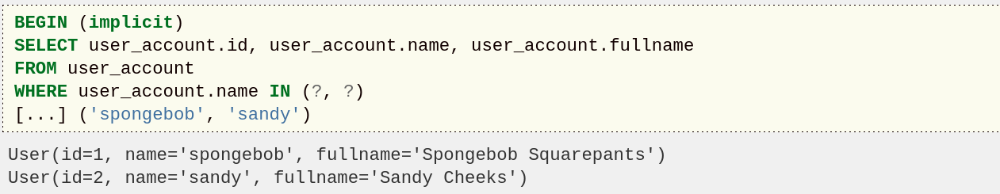 BEGIN (implicit)
SELECT user_account.id, user_account.name, user_account.fullname
FROM user_account
WHERE user_account.name IN (?, ?)
[...] ('spongebob', 'sandy')
User(id=1, name='spongebob', fullname='Spongebob Squarepants')
User(id=2, name='sandy', fullname='Sandy Cheeks')